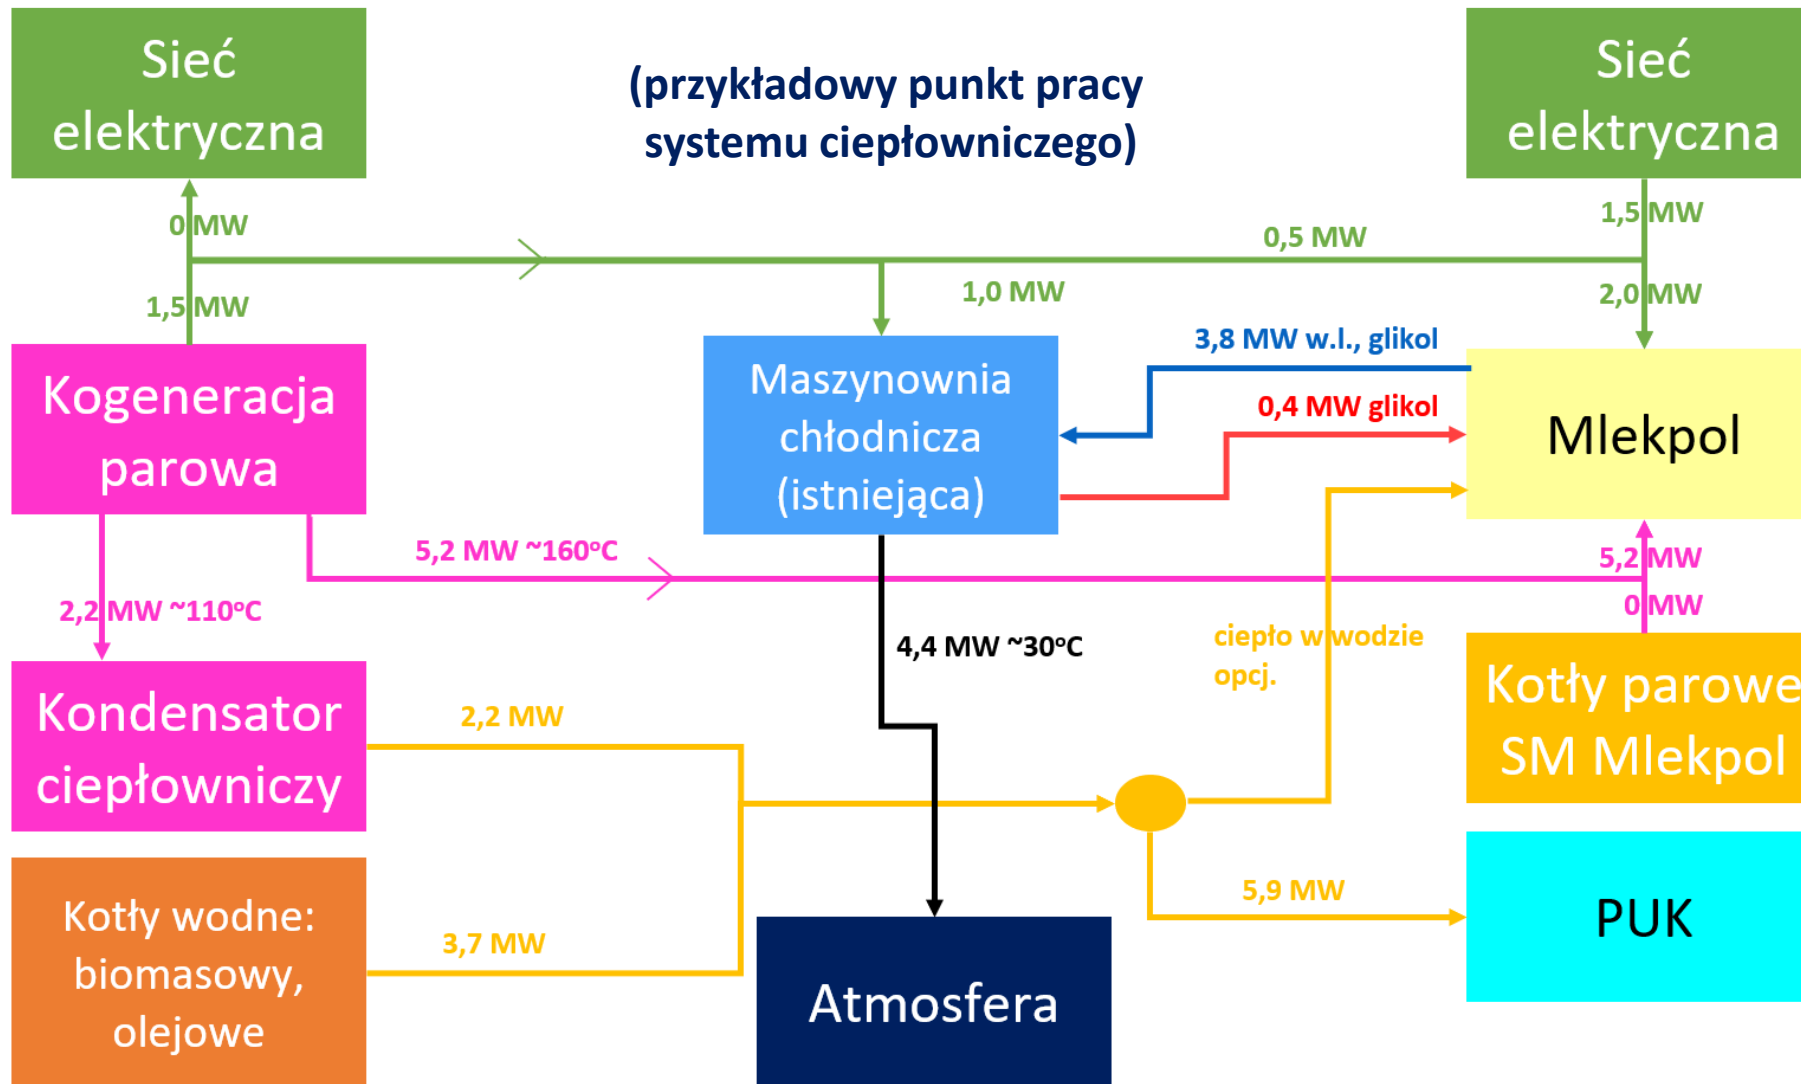 Sieć
elektryczna
(przykładowy punkt pracy
systemu ciepłowniczego)
Sieć
elektryczna
0 MW
1,5 MW
0,5 MW
1,5 MW
1,0 MW
2,0 MW
Kogeneracja
parowa
Maszynownia
chłodnicza
(istniejąca)
3,8 MW w.l., glikol
0,4 MW glikol
Mlekpol
5,2 MW ~160°C
5,2 MW
0 MW
2,2 MW ~110°C
4,4 MW ~30°C
ciepło w wodzie
opcj.
Kondensator
ciepłowniczy
2,2 MW
Kotły parowe
SM Mlekpol
Kotły wodne:
biomasowy,
olejowe
3,7 MW
5,9 MW
PUK
Atmosfera